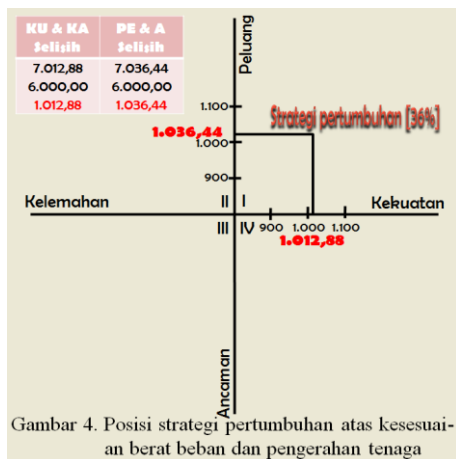 KU & KA PE & A
Selisih Selisih
7.012,88 7.036,44
6.000,00 6.000,00
1.012,88 1.036,44
Peluang
1.100
Strategi pertumbuhan [36%]
1.036,44
1.000
900
Kelemahan II I Kekuatan
III IV 900 1.000 1.100
1.012,88
Ancaman
Gambar 4. Posisi strategi pertumbuhan atas kesesuai-
an berat beban dan pengerahan tenaga